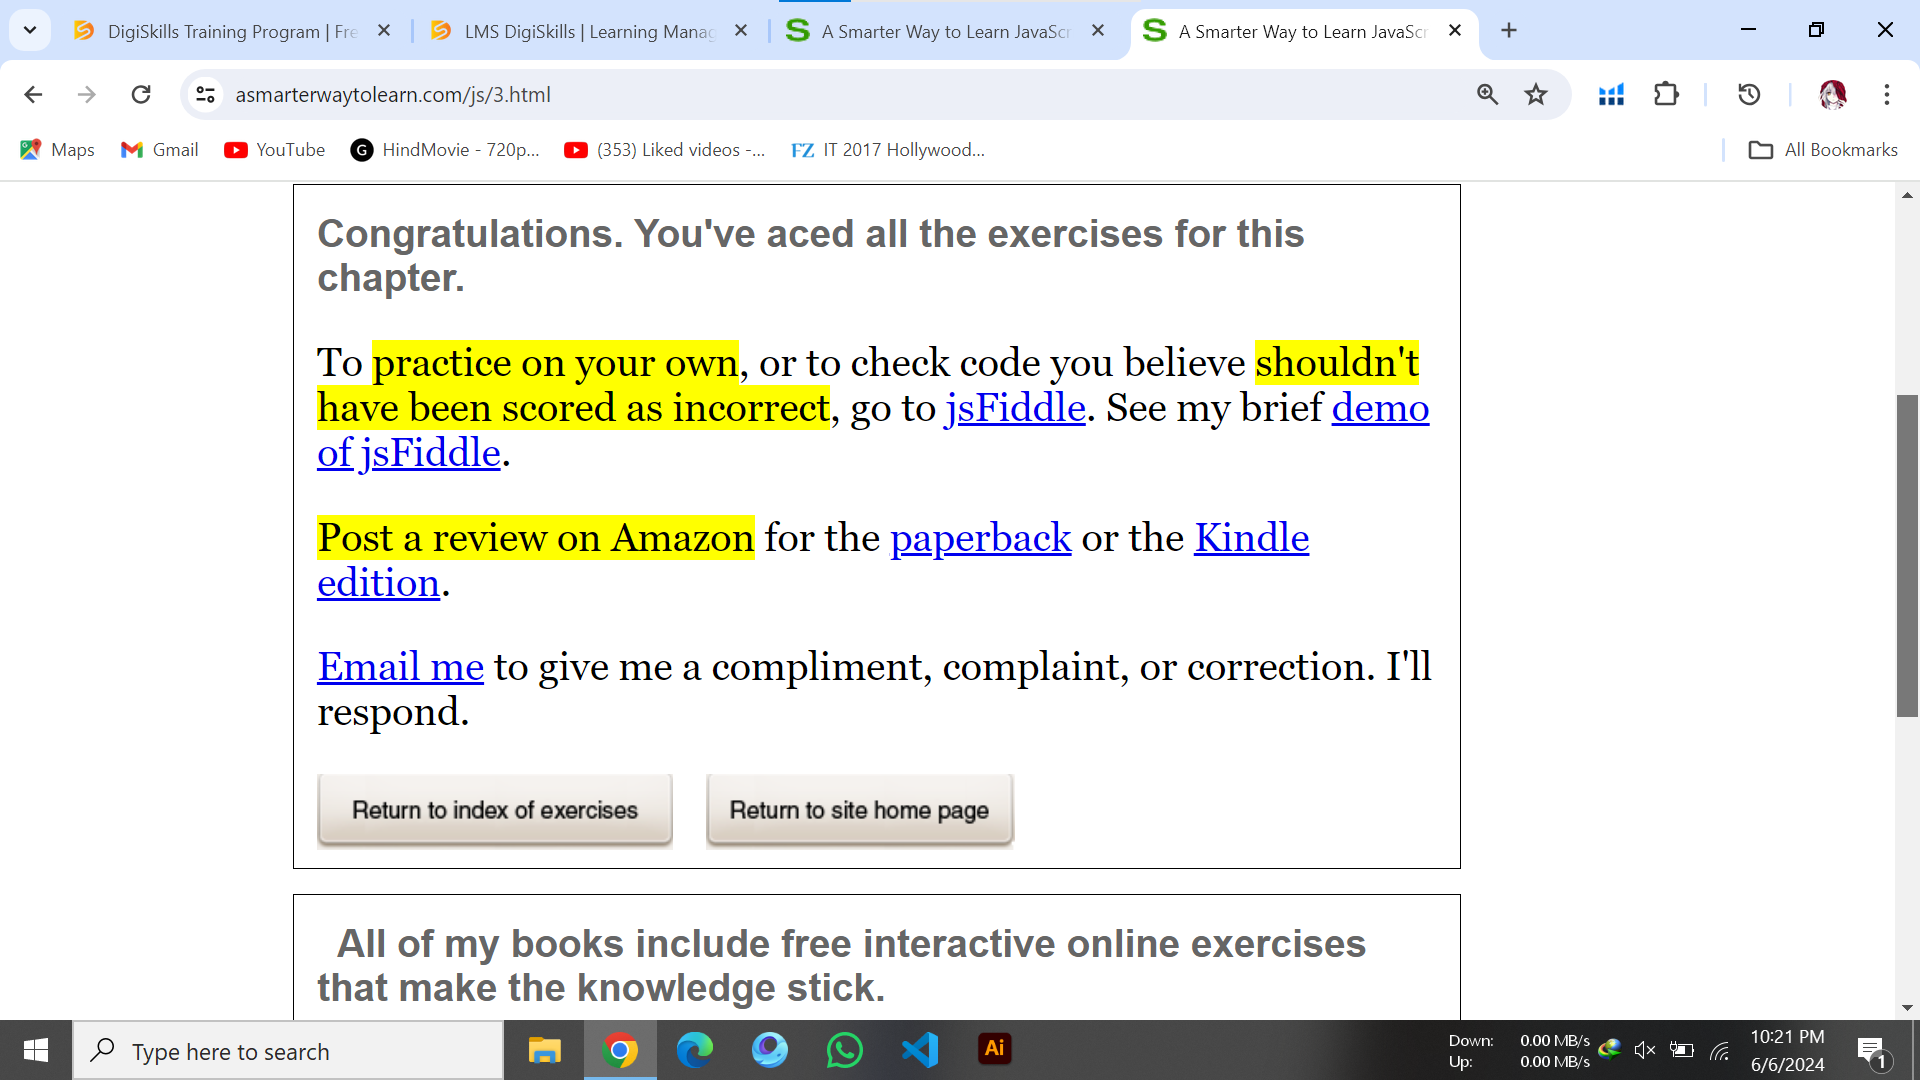 DigiSkills Training Program | Fre
LMS DigiSkills | Learning Manag
A Smarter Way to Learn JavaScr
A Smarter Way to Learn JavaScr
asmarterwaytolearn.com/js/3.html
Maps
Gmail
YouTube
G
HindMovie - 720p...
(353) Liked videos -...
FZ
IT 2017 Hollywood...
All Bookmarks
Congratulations. You've aced all the exercises for this
chapter.
To practice on your own, or to check code you believe shouldn't
have been scored as incorrect, go to jsFiddle. See my brief demo
of jsFiddle.
Post a review on Amazon for the paperback or the Kindle
edition.
Email me to give me a compliment, complaint, or correction. I'll
respond.
Return to index of exercises
Return to site home page
All of my books include free interactive online exercises
that make the knowledge stick.
Type here to search
Ai
Down: 0.00 MB/s
Up: 0.00 MB/s
10:21 PM
6/6/2024
1